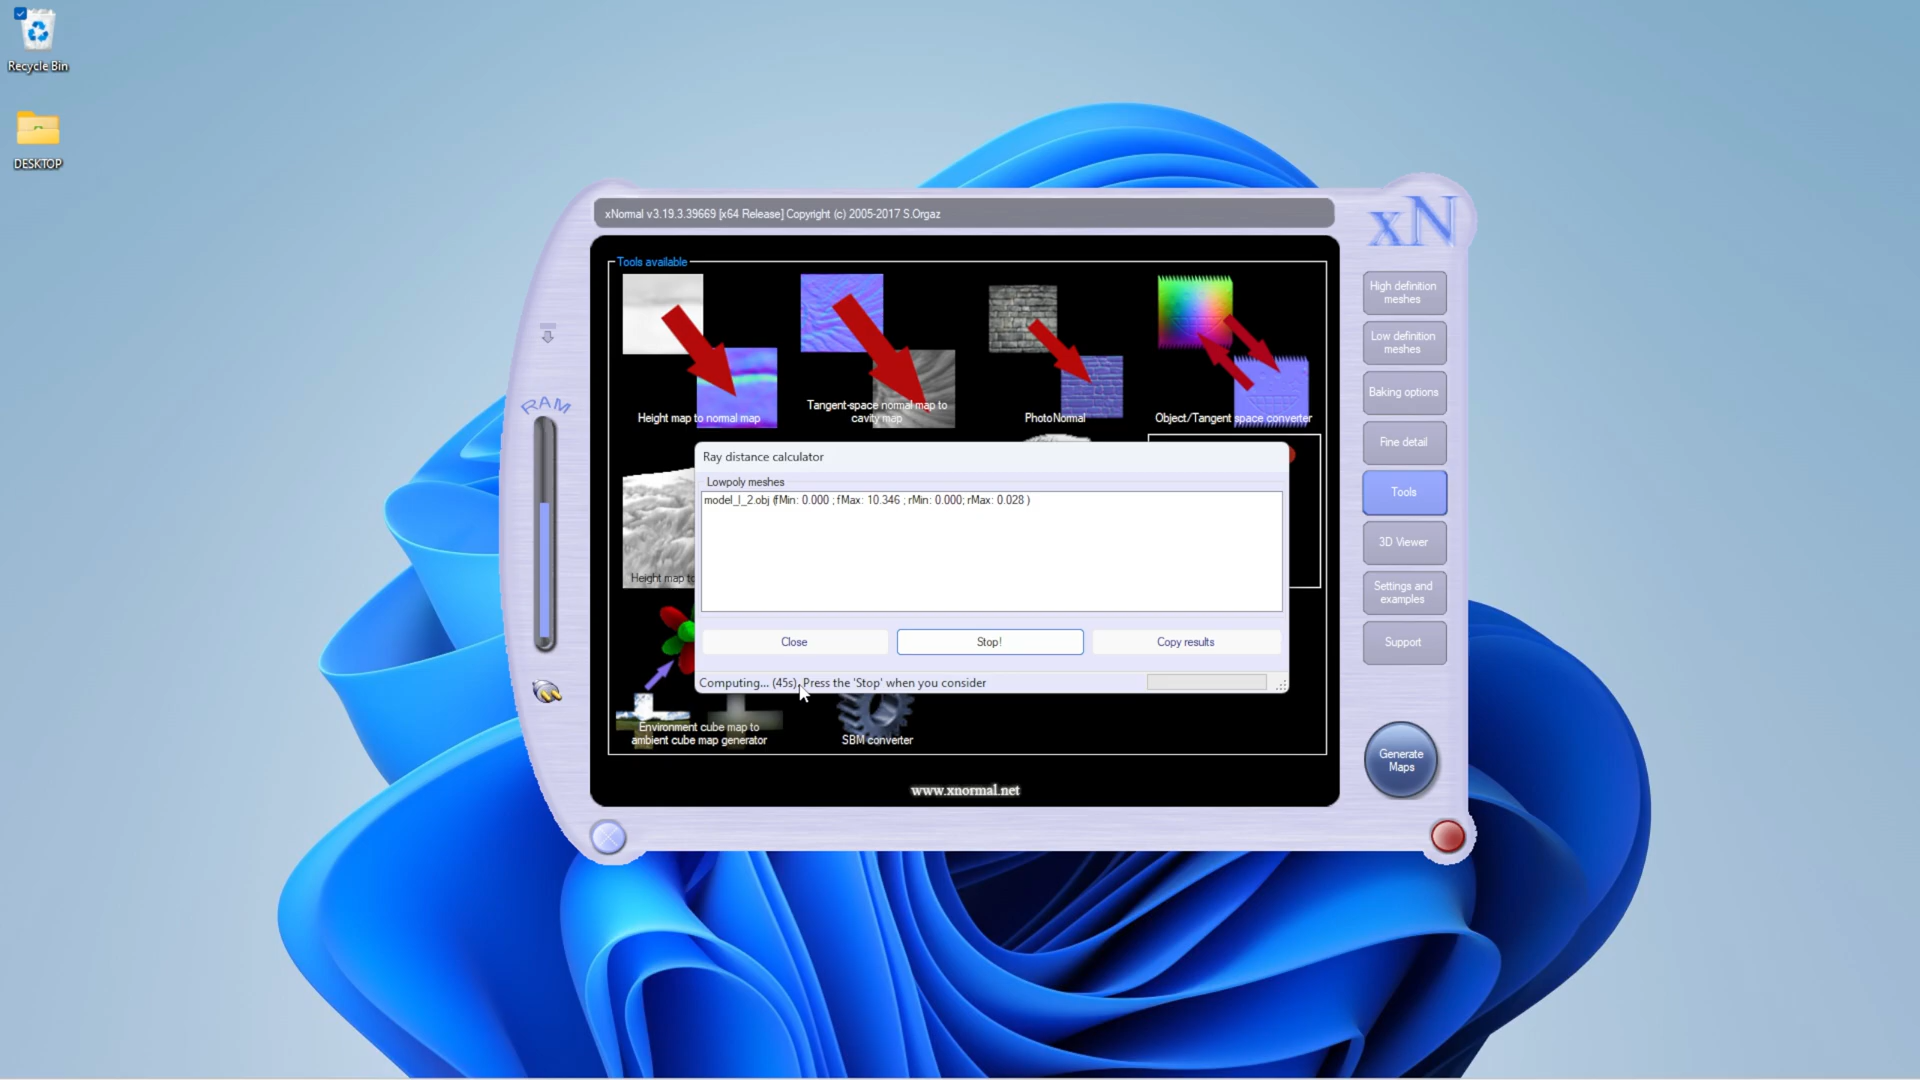 Recycle Bin
DESKTOP
xNormal v3.19.3.39669 [x64 Release] Copyright (c) 2005-2017 S.Orgaz
xN
Tools available
Height map to normal map
Tangent-space normal map to
cavity map
PhotoNormal
Object/Tangent space converter
RAM
Height map to
Ray distance calculator
Lowpoly meshes
model_l_2.obj (fMin: 0.000 ; fMax: 10.346 ; rMin: 0.000; rMax: 0.028 )
Close
Stop!
Copy results
Computing... (45s). Press the 'Stop' when you consider
Environment cube map to
ambient cube map generator
SBM converter
www.xnormal.net
High definition
meshes
Low definition
meshes
Baking options
Fine detail
Tools
3D Viewer
Settings and
examples
Support
Generate
Maps